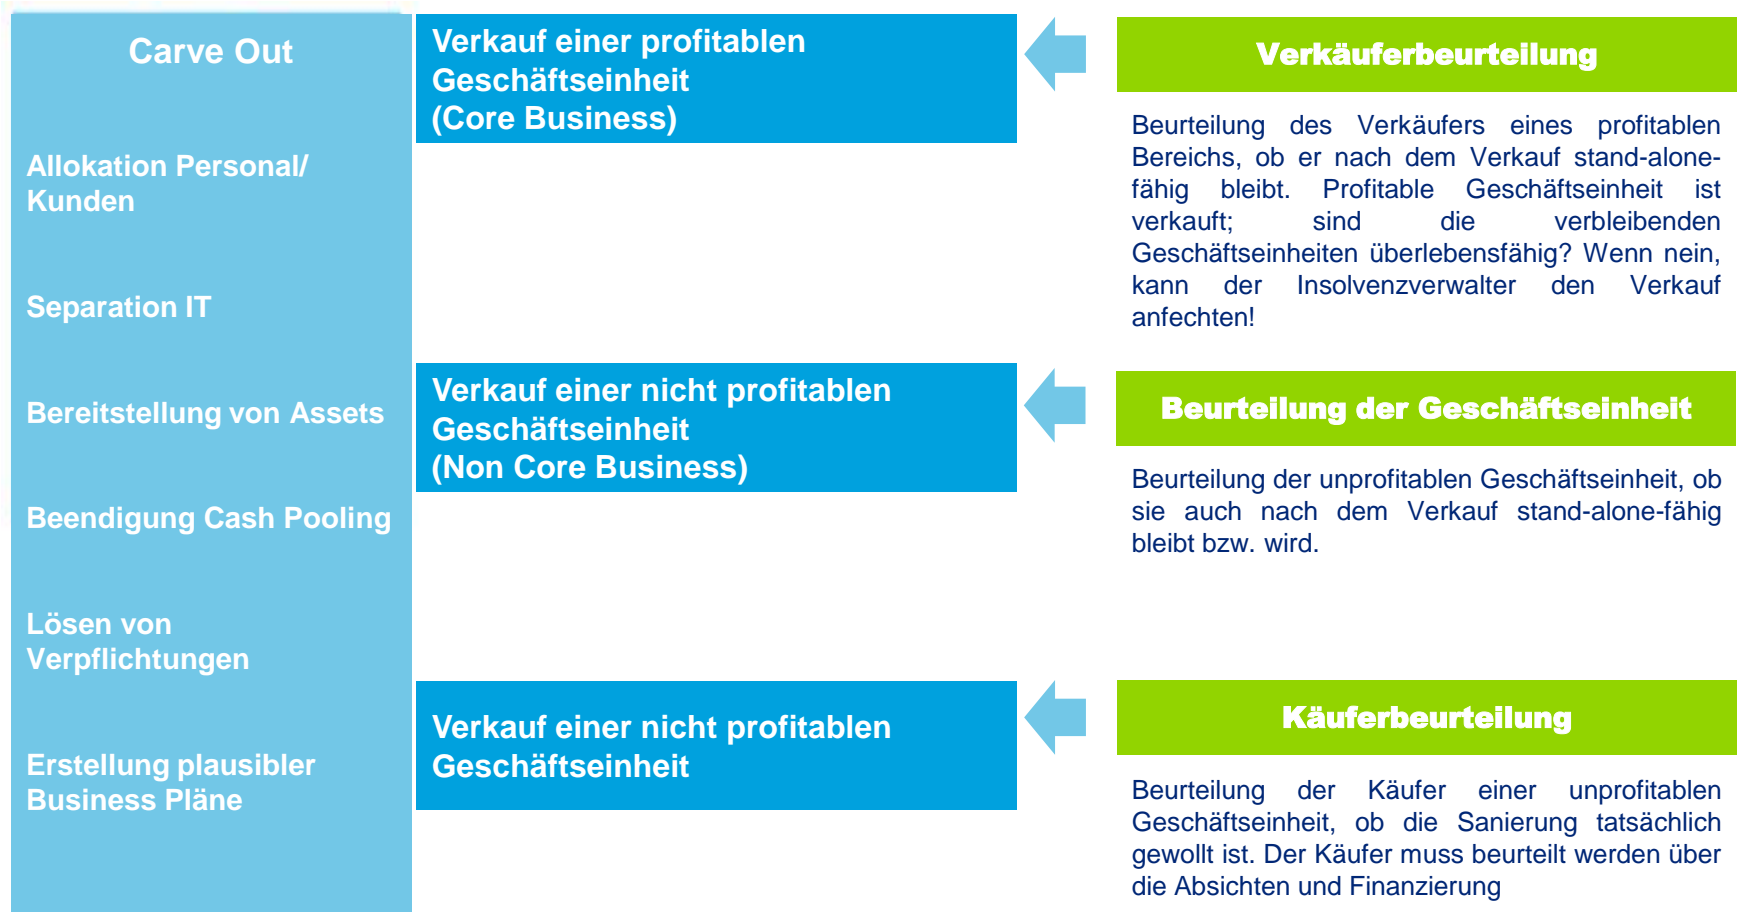 Carve Out
Allokation Personal/
Kunden
Separation IT
Bereitstellung von Assets
Beendigung Cash Pooling
Lösen von
Verpflichtungen
Erstellung plausibler
Business Pläne
Verkauf einer profitablen
Geschäftseinheit
(Core Business)
Verkäuferbeurteilung
Beurteilung des Verkäufers eines profitablen
Bereichs, ob er nach dem Verkauf stand-alone-
fähig bleibt. Profitable Geschäftseinheit ist
verkauft; sind die verbleibenden
Geschäftseinheiten überlebensfähig? Wenn nein,
kann der Insolvenzverwalter den Verkauf
anfechten!
Verkauf einer nicht profitablen
Geschäftseinheit
(Non Core Business)
Beurteilung der Geschäftseinheit
Beurteilung der unprofitablen Geschäftseinheit, ob
sie auch nach dem Verkauf stand-alone-fähig
bleibt bzw. wird.
Verkauf einer nicht profitablen
Geschäftseinheit
Käuferbeurteilung
Beurteilung der Käufer einer unprofitablen
Geschäftseinheit, ob die Sanierung tatsächlich
gewollt ist. Der Käufer muss beurteilt werden über
die Absichten und Finanzierung